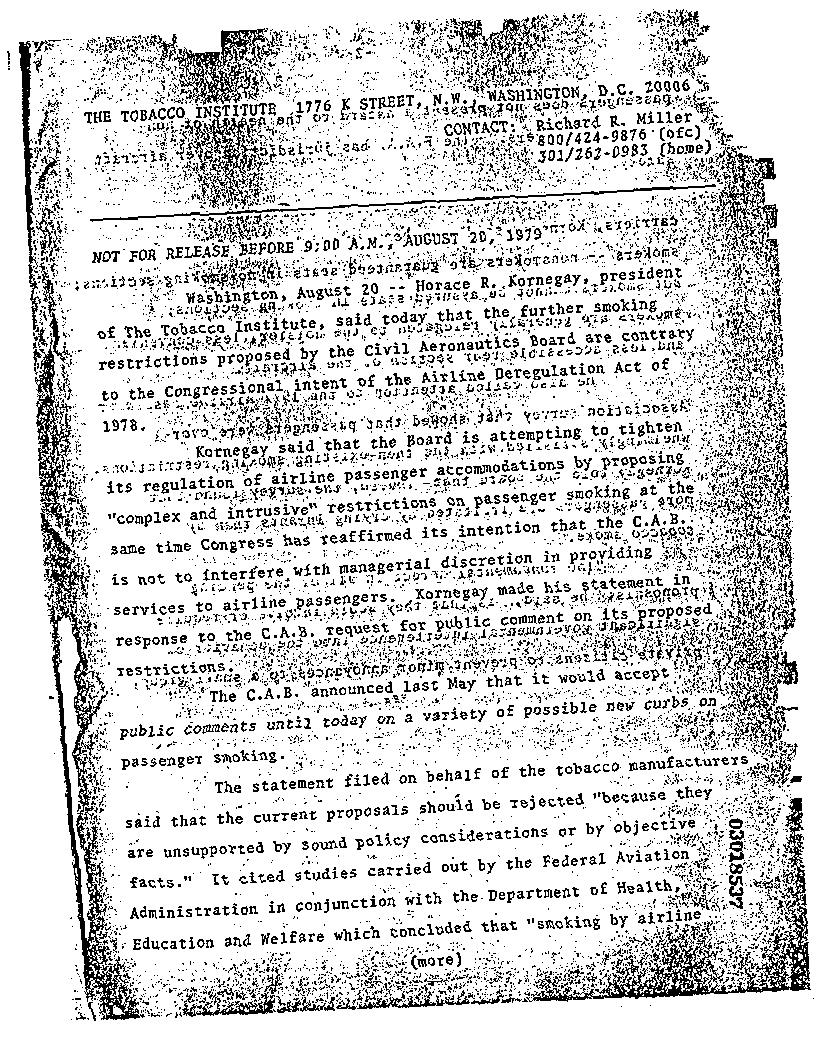 THE TOBACCO INSTITUTE 1776 K STREET, N.W., WASHINGTON, D.C. 20006
CONTACT: Richard R. Miller
800/424-9876 (ofc)
301/262-0983 (home)
NOT FOR RELEASE BEFORE 9:00 A.M., AUGUST 20, 1979
Washington, August 20 -- Horace R. Kornegay, president
of The Tobacco Institute, said today that the further smoking
restrictions proposed by the Civil Aeronautics Board are contrary
to the Congressional intent of the Airline Deregulation Act of
1978.
Kornegay said that the Board is attempting to tighten
its regulation of airline passenger accommodations by proposing
"complex and intrusive" restrictions on passenger smoking at the
same time Congress has reaffirmed its intention that the C.A.B.
is not to interfere with managerial discretion in providing
services to airline passengers. Kornegay made his statement in
response to the C.A.B. request for public comment on its proposed
restrictions.
The C.A.B. announced last May that it would accept
public comments until today on a variety of possible new curbs on
passenger smoking.
The statement filed on behalf of the tobacco manufacturers
said that the current proposals should be rejected "because they
are unsupported by sound policy considerations or by objective
facts." It cited studies carried out by the Federal Aviation
Administration in conjunction with the Department of Health,
Education and Welfare which concluded that "smoking by airline
(more)
03018537